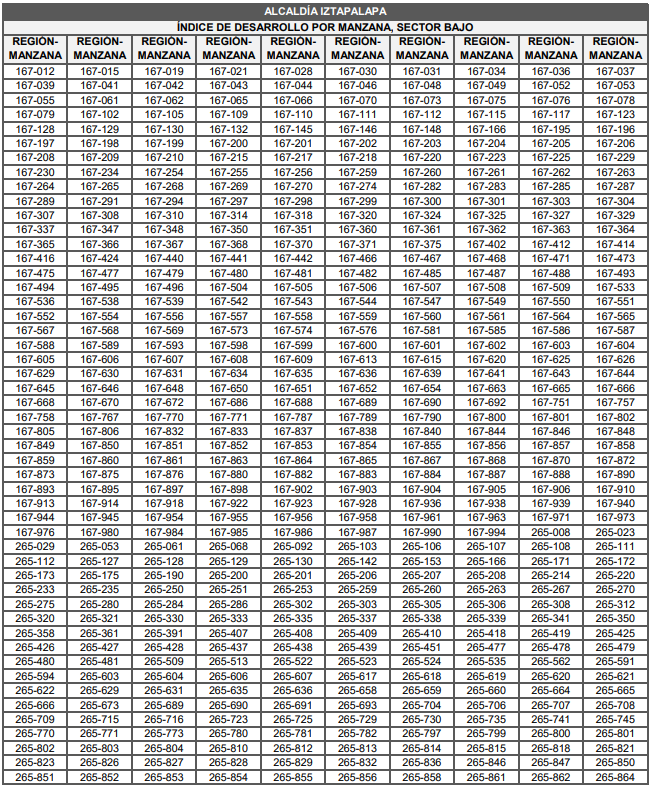 ALCALDÍA IZTAPALAPA
ÍNDICE DE DESARROLLO POR MANZANA, SECTOR BAJO
REGIÓN-MANZANA REGIÓN-MANZANA REGIÓN-MANZANA REGIÓN-MANZANA REGIÓN-MANZANA REGIÓN-MANZANA REGIÓN-MANZANA REGIÓN-MANZANA REGIÓN-MANZANA REGIÓN-MANZANA
167-012 167-015 167-019 167-021 167-028 167-030 167-031 167-034 167-036 167-037
167-039 167-041 167-042 167-043 167-044 167-046 167-048 167-049 167-052 167-053
167-055 167-061 167-062 167-065 167-066 167-070 167-073 167-075 167-076 167-078
167-079 167-102 167-105 167-109 167-110 167-111 167-112 167-115 167-117 167-123
167-128 167-129 167-130 167-132 167-145 167-146 167-148 167-166 167-195 167-196
167-197 167-198 167-199 167-200 167-201 167-202 167-203 167-204 167-205 167-206
167-208 167-209 167-210 167-215 167-217 167-218 167-220 167-223 167-225 167-229
167-230 167-234 167-254 167-255 167-256 167-259 167-260 167-261 167-262 167-263
167-264 167-265 167-268 167-269 167-270 167-274 167-282 167-283 167-285 167-287
167-289 167-291 167-294 167-297 167-298 167-299 167-300 167-301 167-303 167-304
167-307 167-308 167-310 167-314 167-318 167-320 167-324 167-325 167-327 167-329
167-337 167-347 167-348 167-350 167-351 167-360 167-361 167-362 167-363 167-364
167-365 167-366 167-367 167-368 167-370 167-371 167-375 167-402 167-412 167-414
167-416 167-424 167-440 167-441 167-442 167-466 167-467 167-468 167-471 167-473
167-475 167-477 167-479 167-480 167-481 167-482 167-485 167-487 167-488 167-493
167-494 167-495 167-496 167-504 167-505 167-506 167-507 167-508 167-509 167-533
167-536 167-538 167-539 167-542 167-543 167-544 167-547 167-549 167-550 167-551
167-552 167-554 167-556 167-557 167-558 167-559 167-560 167-561 167-564 167-565
167-567 167-568 167-569 167-573 167-574 167-576 167-581 167-585 167-586 167-587
167-588 167-589 167-593 167-598 167-599 167-600 167-601 167-602 167-603 167-604
167-605 167-606 167-607 167-608 167-609 167-613 167-615 167-620 167-625 167-626
167-629 167-630 167-631 167-634 167-635 167-636 167-639 167-641 167-643 167-644
167-645 167-646 167-648 167-650 167-651 167-652 167-654 167-663 167-665 167-666
167-668 167-670 167-672 167-686 167-688 167-689 167-690 167-692 167-751 167-757
167-758 167-767 167-770 167-771 167-787 167-789 167-790 167-800 167-801 167-802
167-805 167-806 167-832 167-833 167-837 167-838 167-840 167-844 167-846 167-848
167-849 167-850 167-851 167-852 167-853 167-854 167-855 167-856 167-857 167-858
167-859 167-860 167-861 167-863 167-864 167-865 167-867 167-868 167-870 167-872
167-873 167-875 167-876 167-880 167-882 167-883 167-884 167-887 167-888 167-890
167-893 167-895 167-897 167-898 167-902 167-903 167-904 167-905 167-906 167-910
167-913 167-914 167-918 167-922 167-923 167-928 167-936 167-938 167-939 167-940
167-944 167-945 167-954 167-955 167-956 167-958 167-961 167-963 167-971 167-973
167-976 167-980 167-984 167-985 167-986 167-987 167-990 167-994 265-008 265-023
265-029 265-053 265-061 265-068 265-092 265-103 265-106 265-107 265-108 265-111
265-112 265-127 265-128 265-129 265-130 265-142 265-153 265-166 265-171 265-172
265-173 265-175 265-190 265-200 265-201 265-206 265-207 265-208 265-214 265-220
265-233 265-235 265-250 265-251 265-253 265-259 265-260 265-263 265-267 265-270
265-275 265-280 265-284 265-286 265-302 265-303 265-305 265-306 265-308 265-312
265-320 265-321 265-330 265-333 265-335 265-337 265-338 265-339 265-341 265-350
265-358 265-361 265-391 265-407 265-408 265-409 265-410 265-418 265-419 265-425
265-426 265-427 265-428 265-437 265-438 265-439 265-451 265-477 265-478 265-479
265-480 265-481 265-509 265-513 265-522 265-523 265-524 265-535 265-562 265-591
265-594 265-603 265-604 265-606 265-607 265-617 265-618 265-619 265-620 265-621
265-622 265-629 265-631 265-635 265-636 265-658 265-659 265-660 265-664 265-665
265-666 265-673 265-689 265-690 265-691 265-693 265-704 265-706 265-707 265-708
265-709 265-715 265-716 265-723 265-725 265-729 265-730 265-735 265-741 265-745
265-770 265-771 265-773 265-780 265-781 265-782 265-797 265-799 265-800 265-801
265-802 265-803 265-804 265-810 265-812 265-813 265-814 265-815 265-818 265-821
265-823 265-826 265-827 265-828 265-829 265-832 265-836 265-846 265-847 265-850
265-851 265-852 265-853 265-854 265-855 265-856 265-858 265-861 265-862 265-864